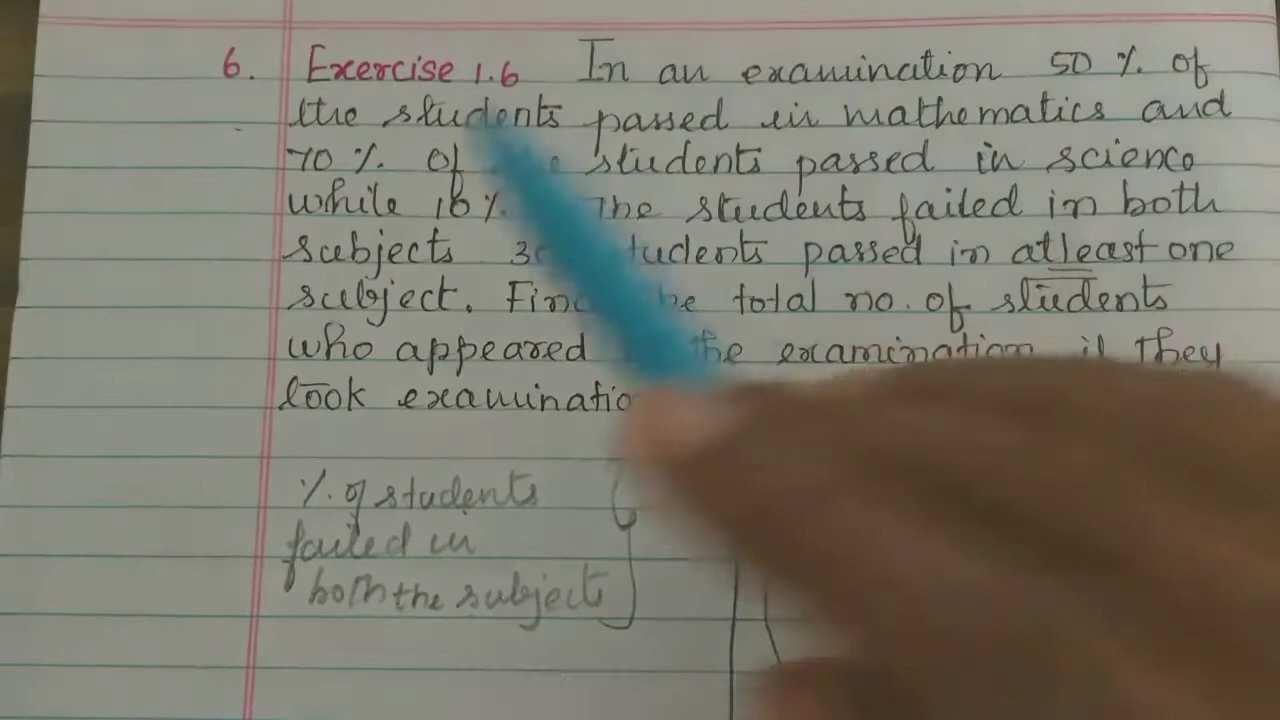 6. Exercise 1.6 In an examination 50 % of
the students passed in mathematics and
70 % of students passed in science
while 10 % the students failed in both
subjects students passed in atleast one
subject. the total no. of students
who appeared the examination if they
took
% of students
failed in
both the subjects